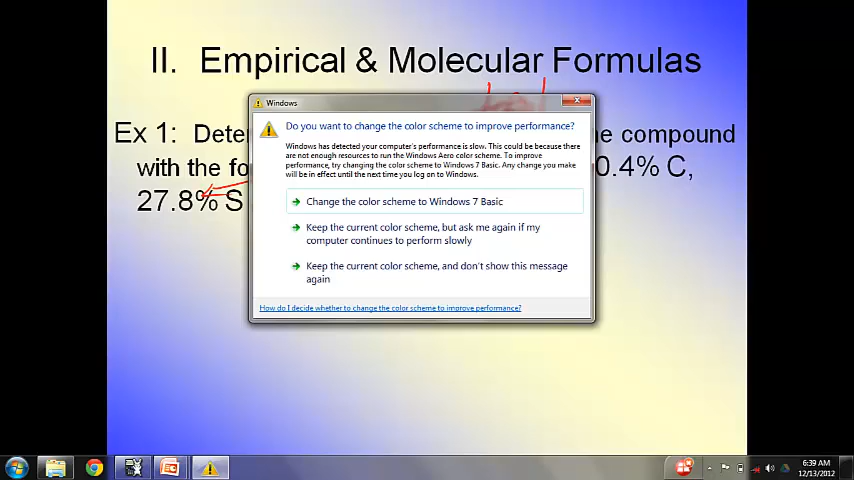 II. Empirical & Molecular Formulas
Ex 1: Deter
the compound
with the fo
0.4% C,
27.8% S
Windows
Do you want to change the color scheme to improve performance?
Windows has detected your computer's performance is slow. This could be because
there are not enough resources to run the Windows Aero color scheme. To improve
performance, try changing the color scheme to Windows 7 Basic. Any change you make
will be in effect until the next time you log on to Windows.
Change the color scheme to Windows 7 Basic
Keep the current color scheme, but ask me again if my
computer continues to perform slowly
Keep the current color scheme, and don't show this message
again
How do I decide whether to change the color scheme to improve performance?
6:39 AM
12/13/2012